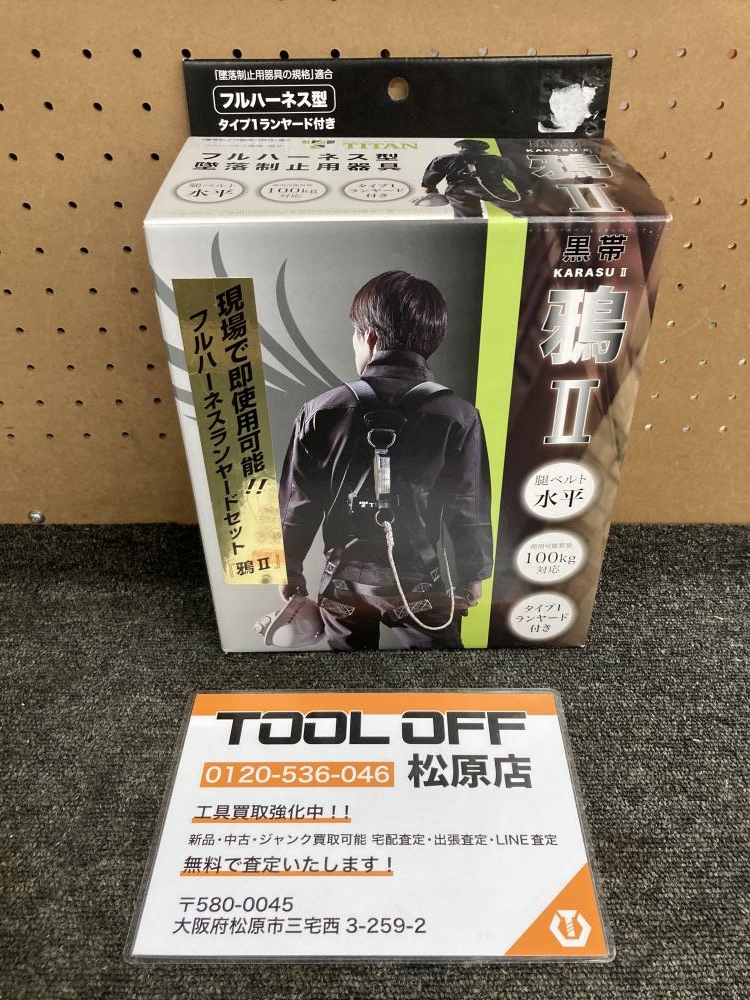 「墜落制止用器具の規格」適合
フルハーネス型
タイプ1ランヤード付き
TITAN
フルハーネス型
墜落制止用器具
腿ベルト
水平
100kg
対応
タイプ1
ランヤード
付き
KARASU II
鴉
II
黒帯
KARASU II
鴉
II
現場で即使用可能!!
フルハーネスランヤードセット
『鴉II』
腿ベルト
水平
使用可能質量
100kg
対応
タイプ1
ランヤード
付き
TOOL OFF
0120-536-046 松原店
工具買取強化中!!
新品・中古・ジャンク買取可能 宅配査定・出張査定・LINE査定
無料で査定いたします!
〒580-0045
大阪府松原市三宅西 3-259-2